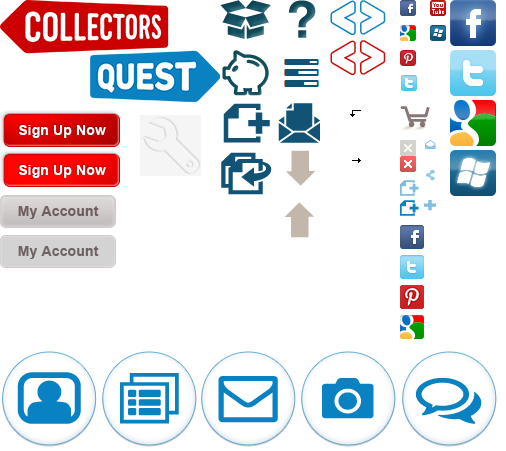 COLLECTORS
QUEST
You
Tube
Sign Up Now
Sign Up Now
My Account
My Account